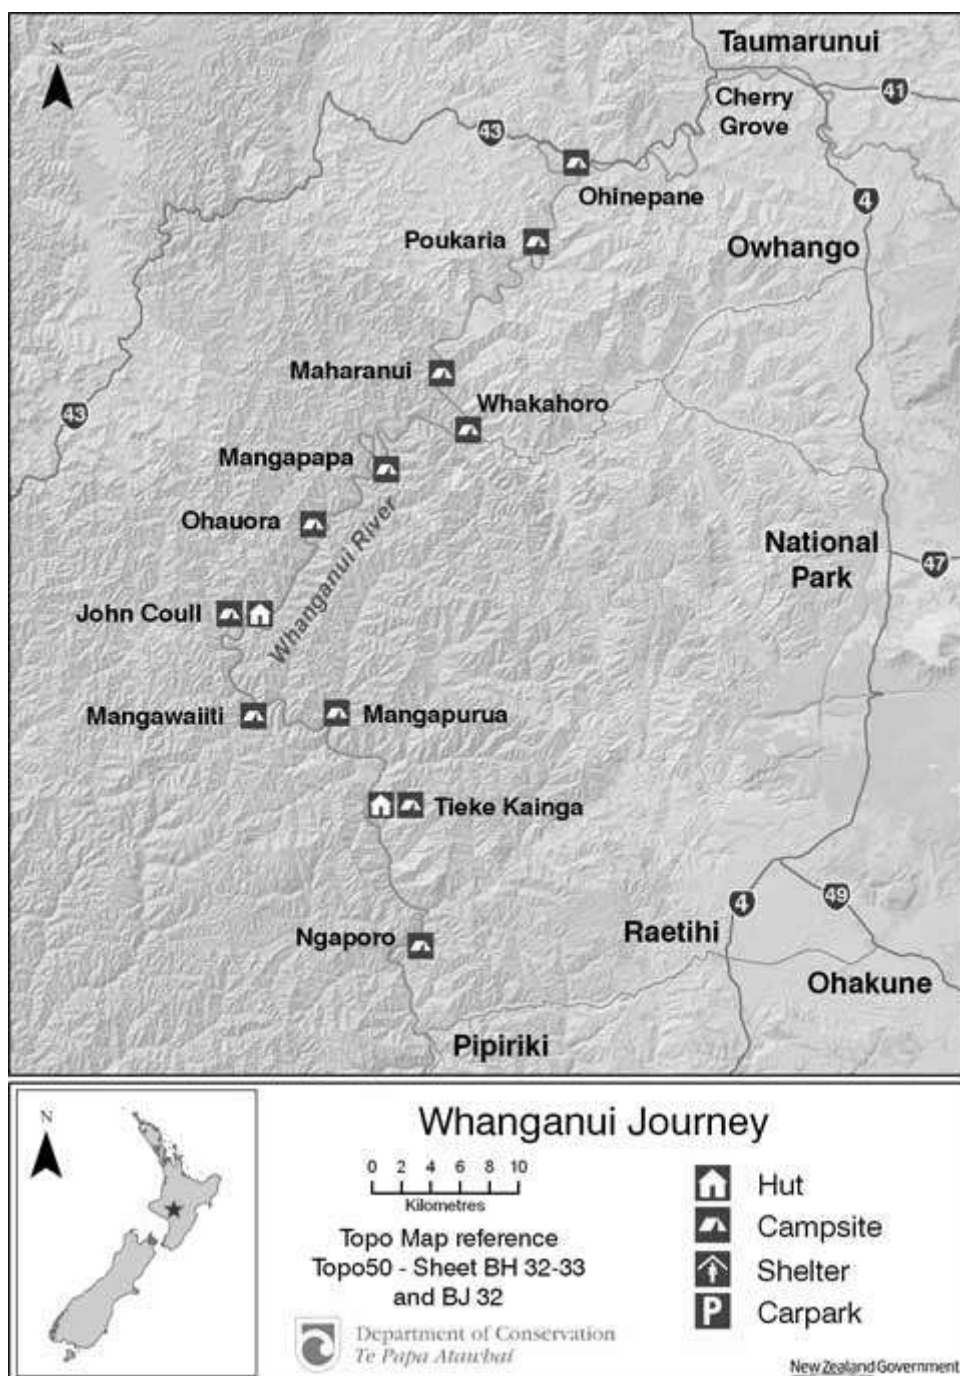 N
Taumarunui
41
Cherry
Grove
43
Ohinepane
4
Poukaria
Owhango
Maharanui
43
Whakahoro
Mangapapa
Ohauora
Whanganui River
National
Park
47
John Coull
Mangawaiiti
Mangapurua
Tieke Kainga
4
49
Raetihi
Ngaporo
Ohakune
Pipiriki
N
Whanganui Journey
0 2 4 6 8 10
Kilometres
Topo Map reference
Topo50 - Sheet BH 32-33
and BJ 32
Hut
Campsite
Shelter
P Carpark
Department of Conservation
Te Papa Atawbai
New Zealand Government